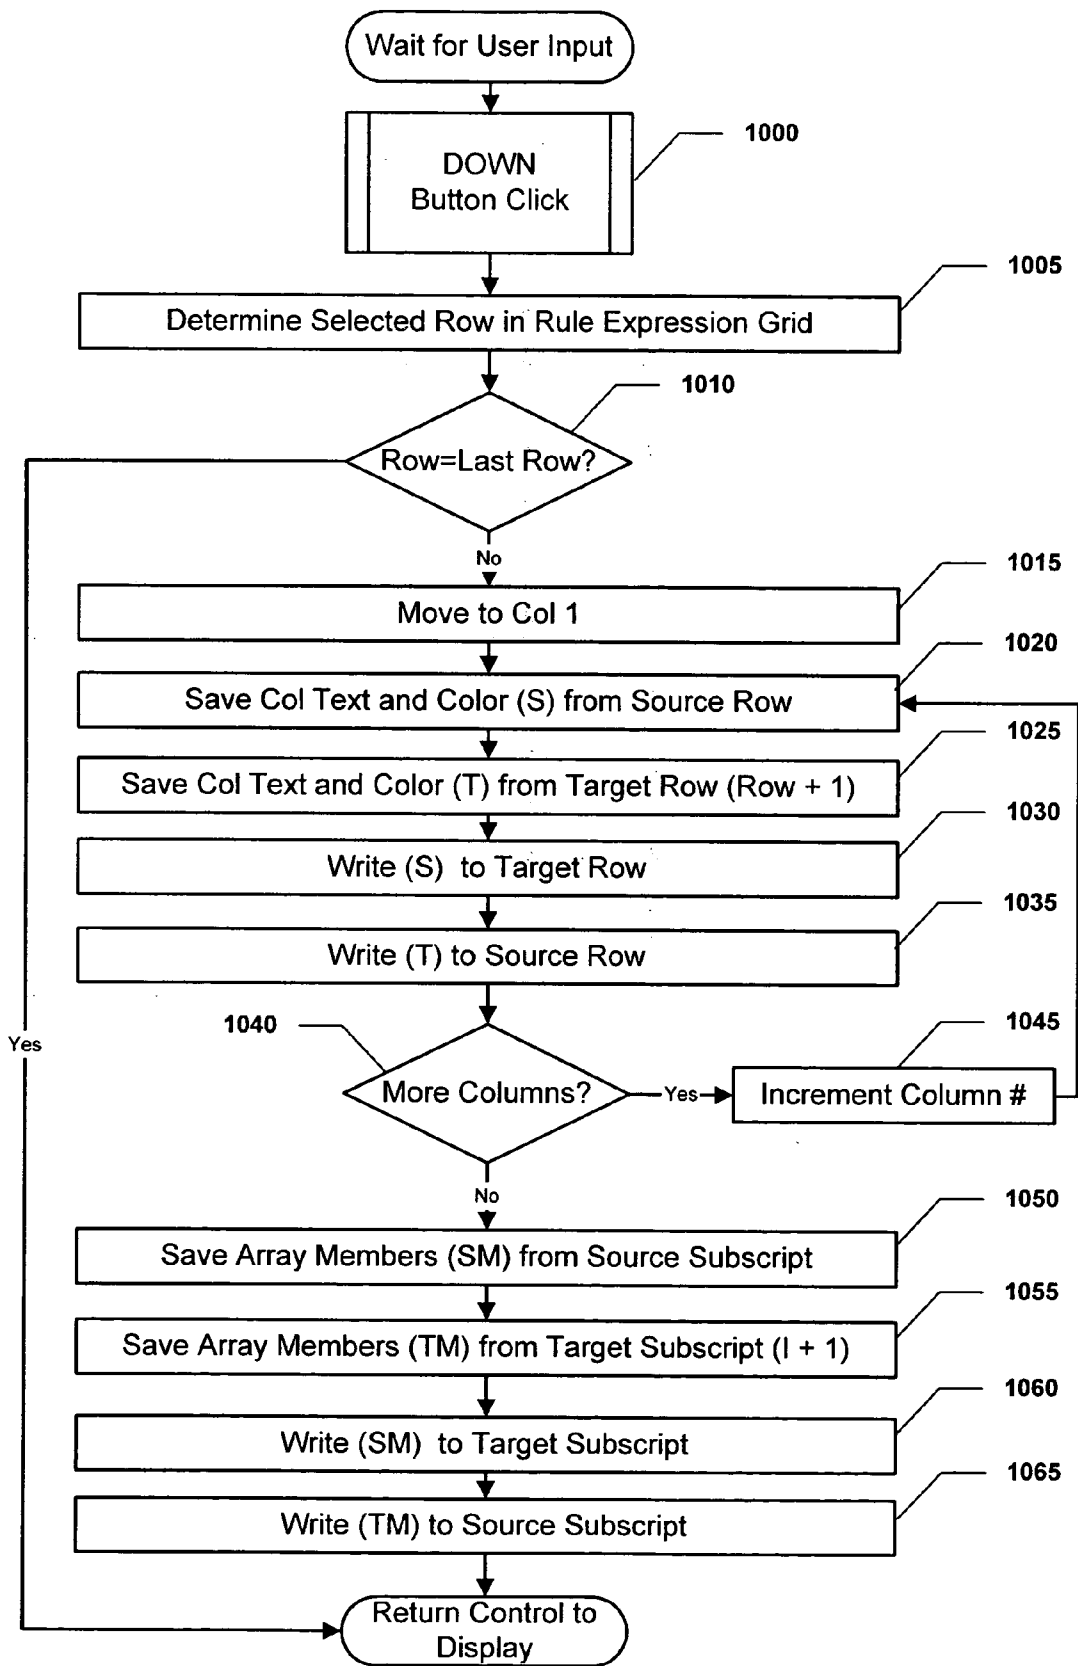 Wait for User Input
1000
DOWN
Button Click
1005
Determine Selected Row in Rule Expression Grid
1010
Row=Last Row?
No
1015
Move to Col 1
1020
Save Col Text and Color (S) from Source Row
1025
Save Col Text and Color (T) from Target Row (Row + 1)
1030
Write (S) to Target Row
1035
Write (T) to Source Row
1040
1045
Yes
More Columns?
Yes
Increment Column #
No
1050
Save Array Members (SM) from Source Subscript
1055
Save Array Members (TM) from Target Subscript (I + 1)
1060
Write (SM) to Target Subscript
1065
Write (TM) to Source Subscript
Return Control to
Display